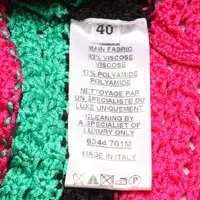 40
MAIN FABRIC
83% VISCOSE
VISCOSE
17% POLYAMIDE
POLYAMIDE
NETTOYAGE PAR
UN SPECIALISTE
DU LUXE
UNIQUEMENT
CLEANING BY
A SPECIALIST OF
LUXURY ONLY
6344 701M
MADE IN ITALY